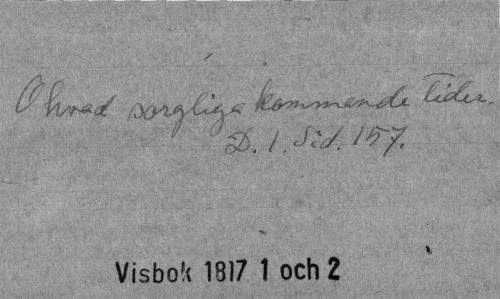 O hvad sorgliga kommande tider.
D. 1. Sid. 157.
Visbok 1817 1 och 2